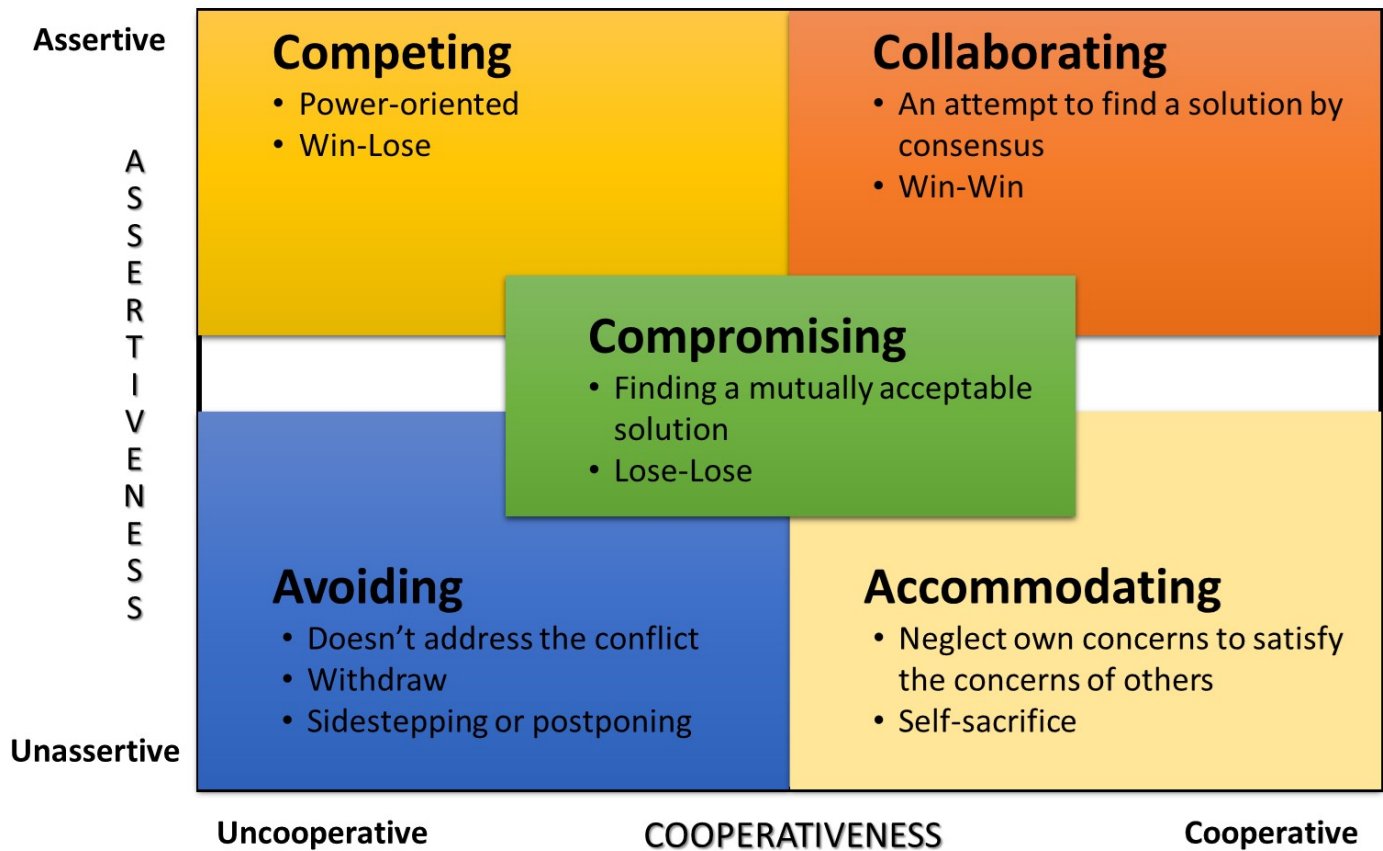 Assertive
ASSERTIVENESS
Unassertive
Competing
• Power-oriented
• Win-Lose
Collaborating
• An attempt to find a solution by
consensus
• Win-Win
Compromising
• Finding a mutually acceptable
solution
• Lose-Lose
Avoiding
• Doesn’t address the conflict
• Withdraw
• Sidestepping or postponing
Accommodating
• Neglect own concerns to satisfy
the concerns of others
• Self-sacrifice
Uncooperative
COOPERATIVENESS
Cooperative